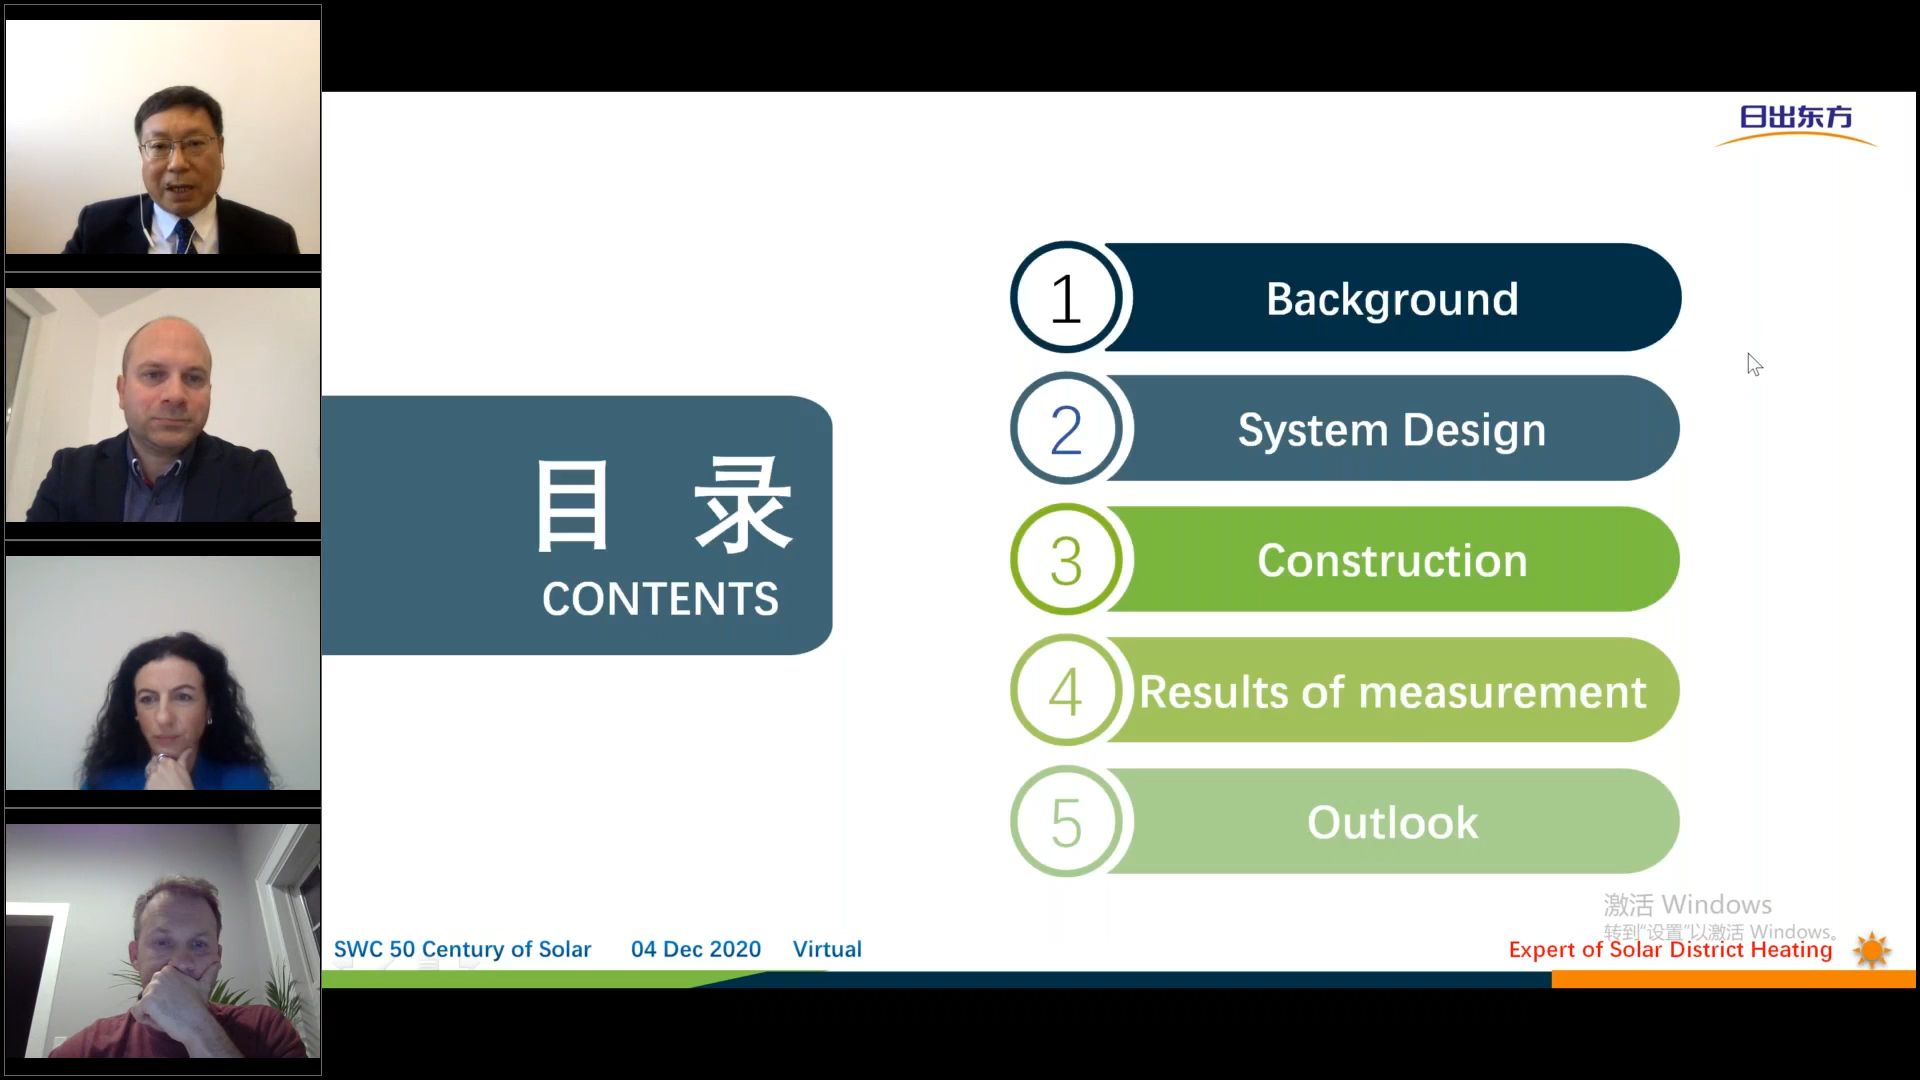 日出东方
目 录
CONTENTS
1 Background
2 System Design
3 Construction
4 Results of measurement
5 Outlook
激活 Windows
转到“设置”以激活 Windows。
SWC 50 Century of Solar 04 Dec 2020 Virtual
Expert of Solar District Heating